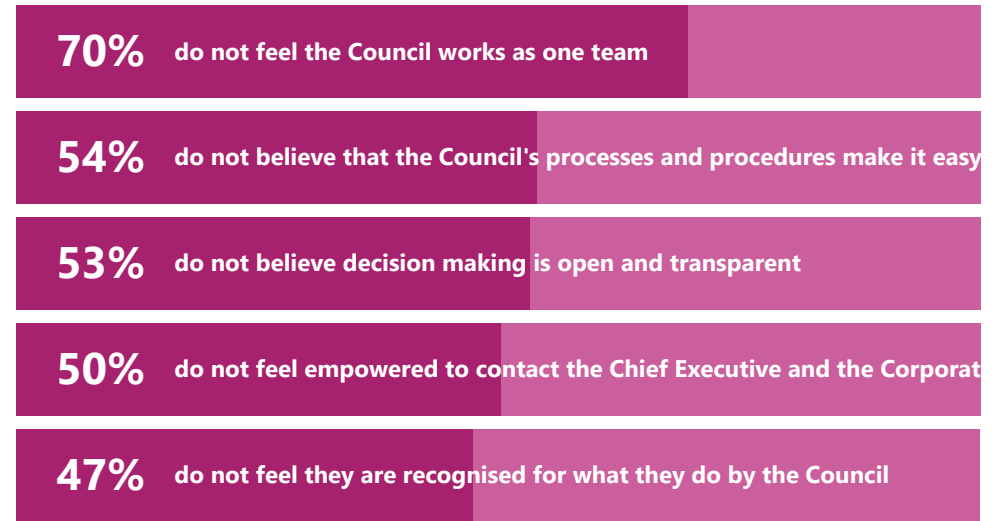 70% do not feel the Council works as one team
54% do not believe that the Council's processes and procedures make it easy
53% do not believe decision making is open and transparent
50% do not feel empowered to contact the Chief Executive and the Corporat
47% do not feel they are recognised for what they do by the Council